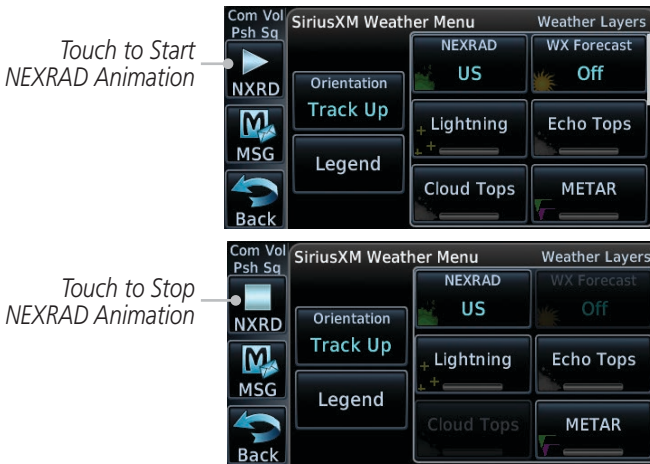 Com Vol
Psh Sq
SiriusXM Weather Menu
Weather Layers
Touch to Start
NEXRAD Animation
NXRD
MSG
Back
Orientation
Track Up
Legend
NEXRAD
US
WX Forecast
Off
Lightning
Echo Tops
Cloud Tops
METAR
Com Vol
Psh Sq
SiriusXM Weather Menu
Weather Layers
Touch to Stop
NEXRAD Animation
NXRD
MSG
Back
Orientation
Track Up
Legend
NEXRAD
US
WX Forecast
Off
Lightning
Echo Tops
Cloud Tops
METAR